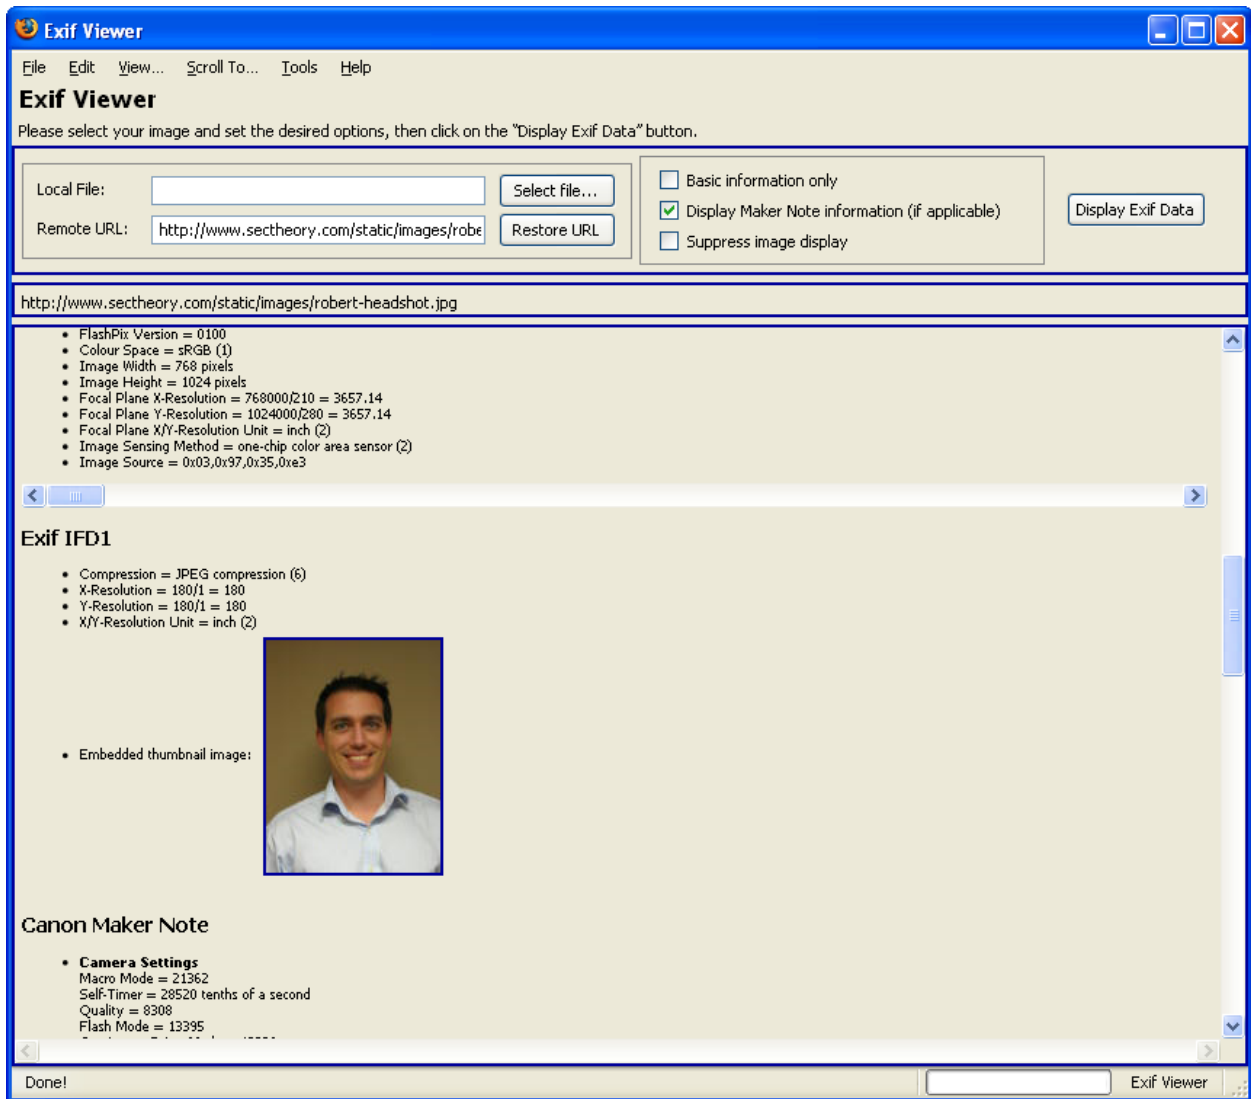 Exif Viewer
File Edit View... Scroll To... Tools Help
Exif Viewer
Please select your image and set the desired options, then click on the "Display Exif Data" button.
Local File:
Select file...
Remote URL:
http://www.sectheory.com/static/images/robe
Restore URL
Basic information only
Display Maker Note information (if applicable)
Suppress image display
Display Exif Data
http://www.sectheory.com/static/images/robert-headshot.jpg
• FlashPix Version = 0100
• Colour Space = sRGB (1)
• Image Width = 768 pixels
• Image Height = 1024 pixels
• Focal Plane X-Resolution = 768000/210 = 3657.14
• Focal Plane Y-Resolution = 1024000/280 = 3657.14
• Focal Plane X/Y-Resolution Unit = inch (2)
• Image Sensing Method = one-chip color area sensor (2)
• Image Source = 0x03,0x97,0x35,0xe3
Exif IFD1
• Compression = JPEG compression (6)
• X-Resolution = 180/1 = 180
• Y-Resolution = 180/1 = 180
• X/Y-Resolution Unit = inch (2)
• Embedded thumbnail image:
Canon Maker Note
• Camera Settings
Macro Mode = 21362
Self-Timer = 28520 tenths of a second
Quality = 8308
Flash Mode = 13395
Done!
Exif Viewer